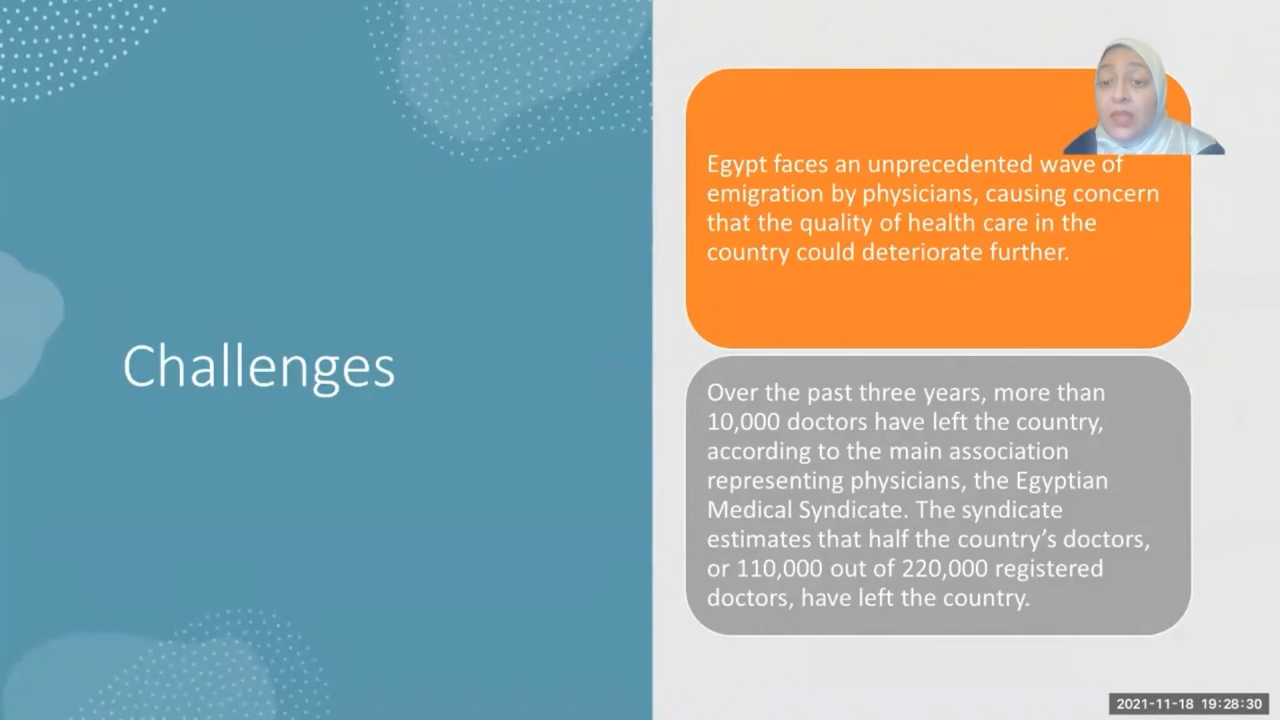 Challenges
Egypt faces an unprecedented wave of
emigration by physicians, causing concern
that the quality of health care in the
country could deteriorate further.
Over the past three years, more than
10,000 doctors have left the country,
according to the main association
representing physicians, the Egyptian
Medical Syndicate. The syndicate
estimates that half the country’s doctors,
or 110,000 out of 220,000 registered
doctors, have left the country.
2021-11-18 19:28:30